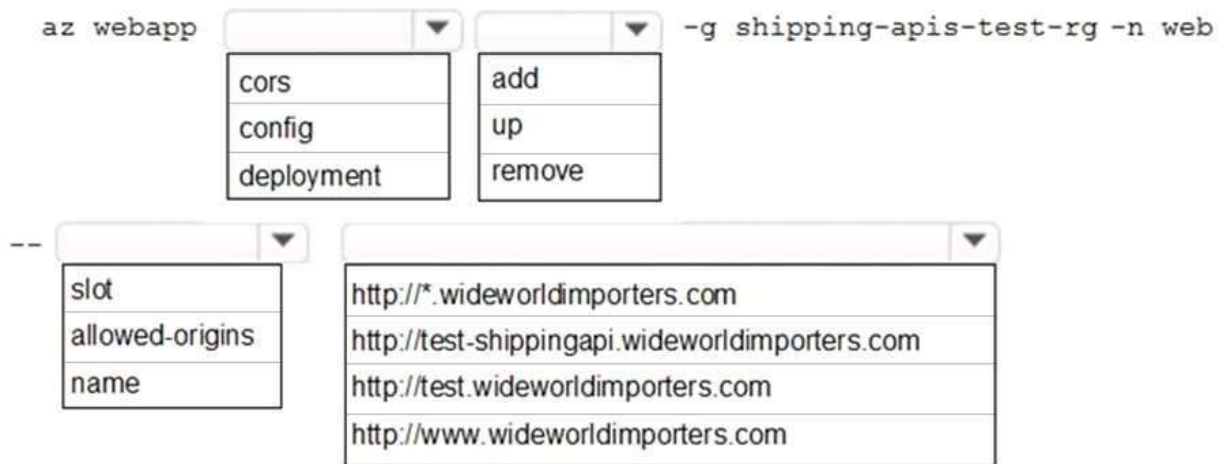 az webapp -g shipping-apis-test-rg -n web
cors
config
deployment
add
up
remove
--
slot
allowed-origins
name
http://*.wideworldimporters.com
http://test-shippingapi.wideworldimporters.com
http://test.wideworldimporters.com
http://www.wideworldimporters.com